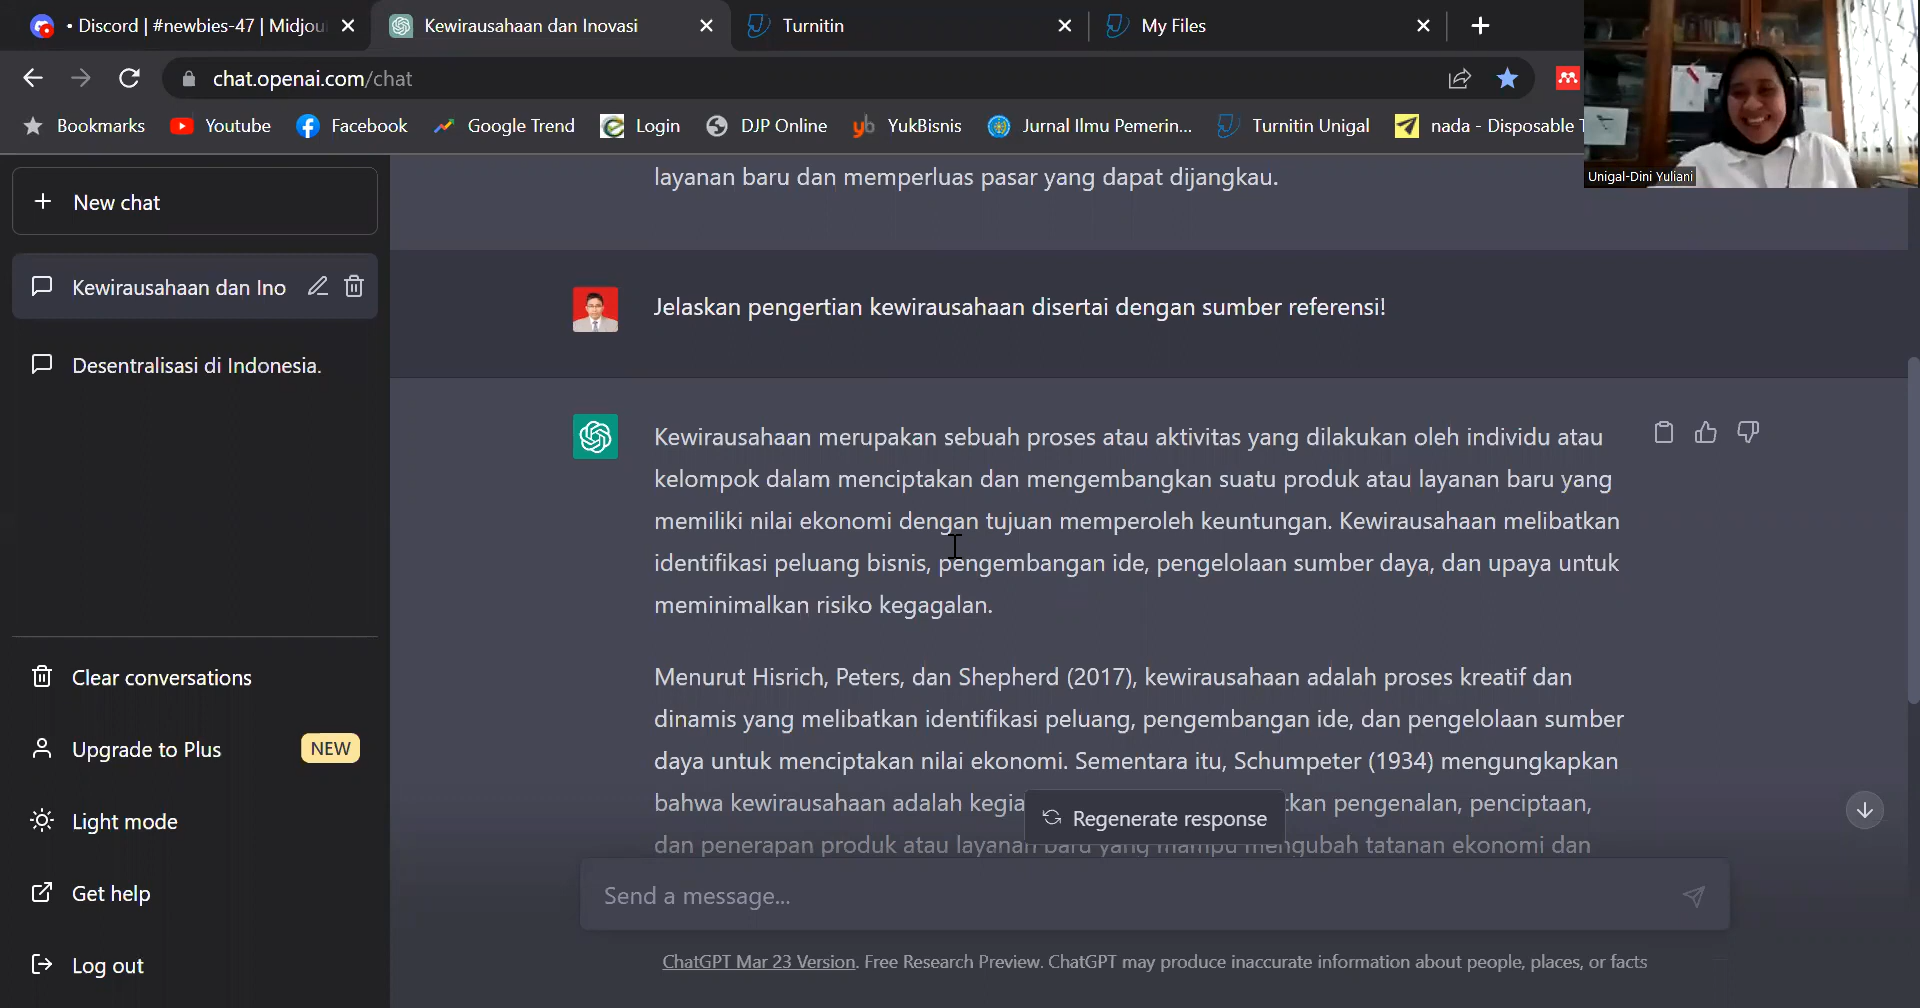 • Discord | #newbies-47 | Midjou
Kewirausahaan dan Inovasi
Turnitin
My Files
chat.openai.com/chat
Bookmarks
Youtube
Facebook
Google Trend
Login
DJP Online
yb YukBisnis
Jurnal Ilmu Pemerin...
Turnitin Unigal
nada - Disposable T
Unigal-Dini Yuliani
New chat
Kewirausahaan dan Ino
Desentralisasi di Indonesia.
Clear conversations
Upgrade to Plus NEW
Light mode
Get help
Log out
layanan baru dan memperluas pasar yang dapat dijangkau.
Jelaskan pengertian kewirausahaan disertai dengan sumber referensi!
Kewirausahaan merupakan sebuah proses atau aktivitas yang dilakukan oleh individu atau
kelompok dalam menciptakan dan mengembangkan suatu produk atau layanan baru yang
memiliki nilai ekonomi dengan tujuan memperoleh keuntungan. Kewirausahaan melibatkan
identifikasi peluang bisnis, pengembangan ide, pengelolaan sumber daya, dan upaya untuk
meminimalkan risiko kegagalan.
Menurut Hisrich, Peters, dan Shepherd (2017), kewirausahaan adalah proses kreatif dan
dinamis yang melibatkan identifikasi peluang, pengembangan ide, dan pengelolaan sumber
daya untuk menciptakan nilai ekonomi. Sementara itu, Schumpeter (1934) mengungkapkan
bahwa kewirausahaan adalah kegia tkan pengenalan, penciptaan,
Regenerate response
dan penerapan produk atau layanan baru yang mampu mengubah tatanan ekonomi dan
Send a message...
ChatGPT Mar 23 Version. Free Research Preview. ChatGPT may produce inaccurate information about people, places, or facts